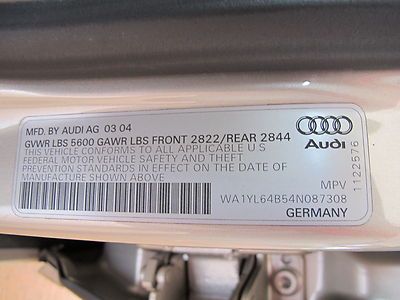 MFD. BY AUDI AG 03 04
GVWR LBS 5600 GAWR LBS FRONT 2822/REAR 2844
THIS VEHICLE CONFORMS TO ALL APPLICABLE U S
FEDERAL MOTOR VEHICLE SAFETY AND THEFT
PREVENTION STANDARDS IN EFFECT ON THE DATE OF
MANUFACTURE SHOWN ABOVE
Audi
1122576
MPV
WA1YL64B54N087308
GERMANY